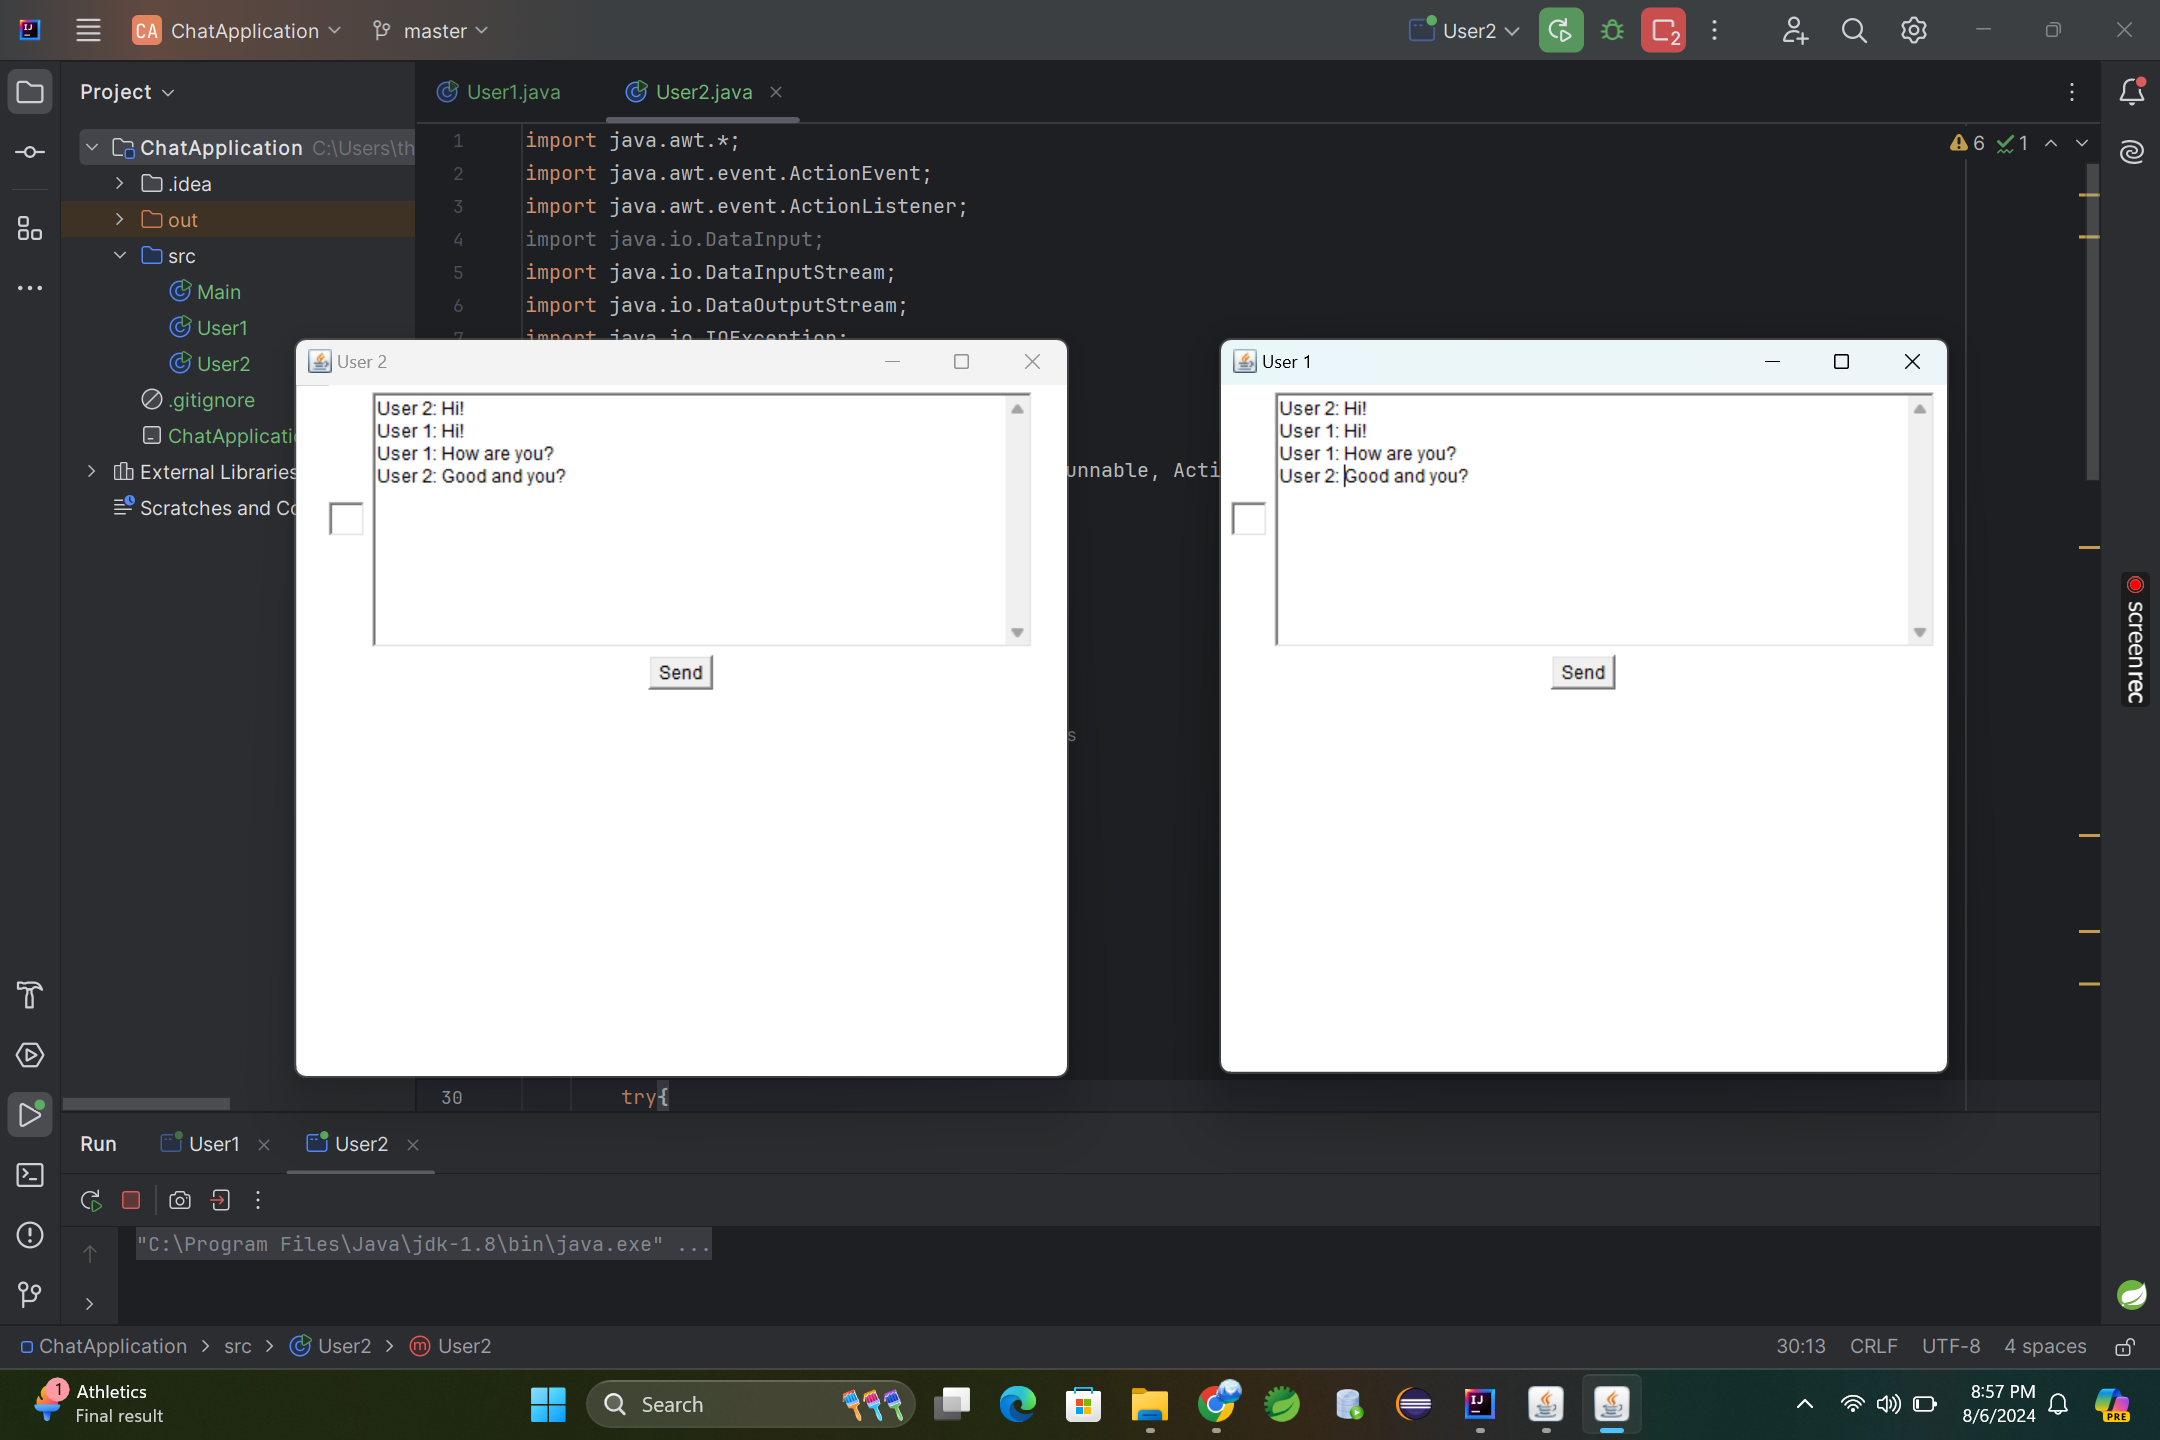 CA ChatApplication master User2 2
Project
User1.java User2.java
ChatApplication C:\Users\th
.idea
out
src
Main
User1
User2
.gitignore
ChatApplicati
External Libraries
Scratches and Co
1 import java.awt.*;
2 import java.awt.event.ActionEvent;
3 import java.awt.event.ActionListener;
4 import java.io.DataInput;
5 import java.io.DataInputStream;
6 import java.io.DataOutputStream;
7 import java.io.IOException;
6 1
unnable, Acti
s
30 try{
User 2
User 2: Hi!
User 1: Hi!
User 1: How are you?
User 2: Good and you?
Send
User 1
User 2: Hi!
User 1: Hi!
User 1: How are you?
User 2: Good and you?
Send
screenrec
Run User1 User2
"C:\Program Files\Java\jdk-1.8\bin\java.exe" ...
ChatApplication > src > User2 > m User2
30:13 CRLF UTF-8 4 spaces
1 Athletics
Final result
Search
IJ
8:57 PM
8/6/2024
PRE